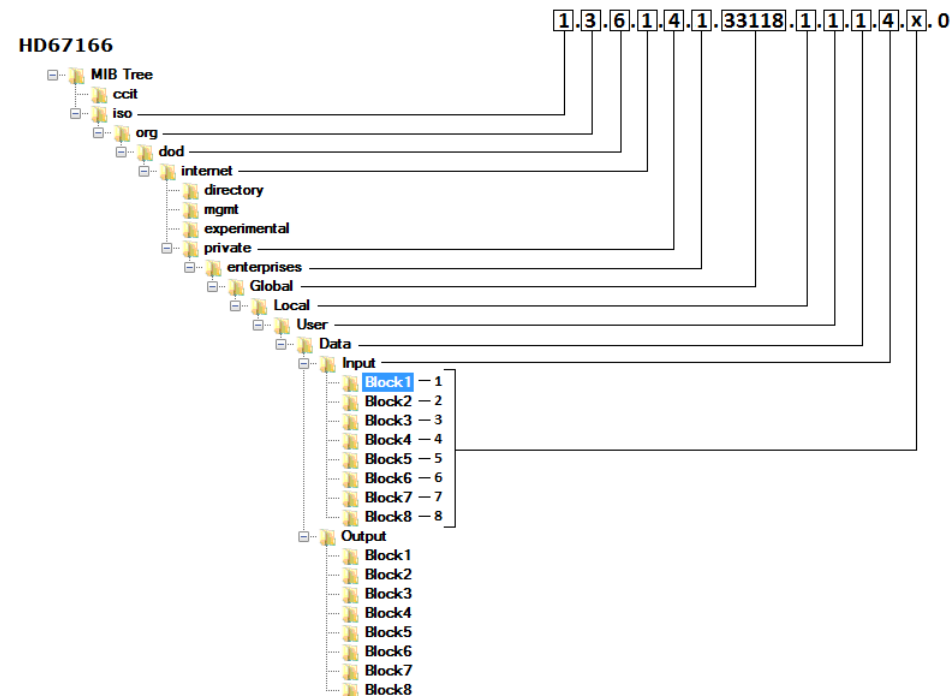 1.3.6.1.4.1.33118.1.1.1.4.x.0
HD67166
MIB Tree
ccit
iso
org
dod
internet
directory
mgmt
experimental
private
enterprises
Global
Local
User
Data
Input
Block1 – 1
Block2 – 2
Block3 – 3
Block4 – 4
Block5 – 5
Block6 – 6
Block7 – 7
Block8 – 8
Output
Block1
Block2
Block3
Block4
Block5
Block6
Block7
Block8